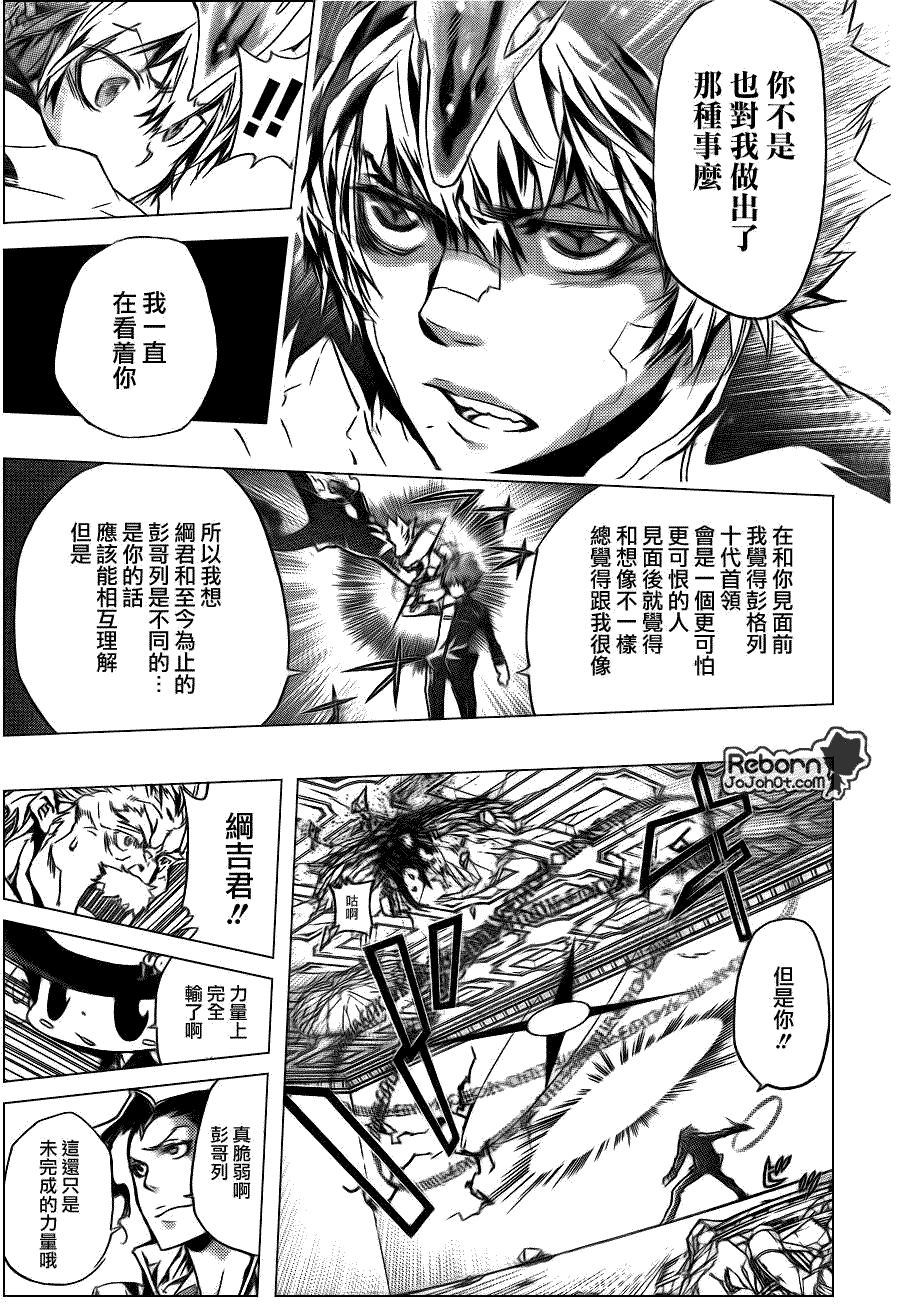 你不是
也對我做出了
那種事麼
!!
我一直
在看着你
在和你見面前
我覺得彭格列
十代首領
會是一個更可怕
更可恨的人
見面後就覺得
和想像不一樣
總覺得跟我很像
所以我想
綱君和至今為止的
彭哥列是不同的…
是你的話
應該能相互理解
但是
Reborn
JoJoHOt.com
但是你!!
咕啊
綱吉君!!
力量上
完全
輸了啊
真脆弱啊
彭哥列
這還只是
未完成的力量哦